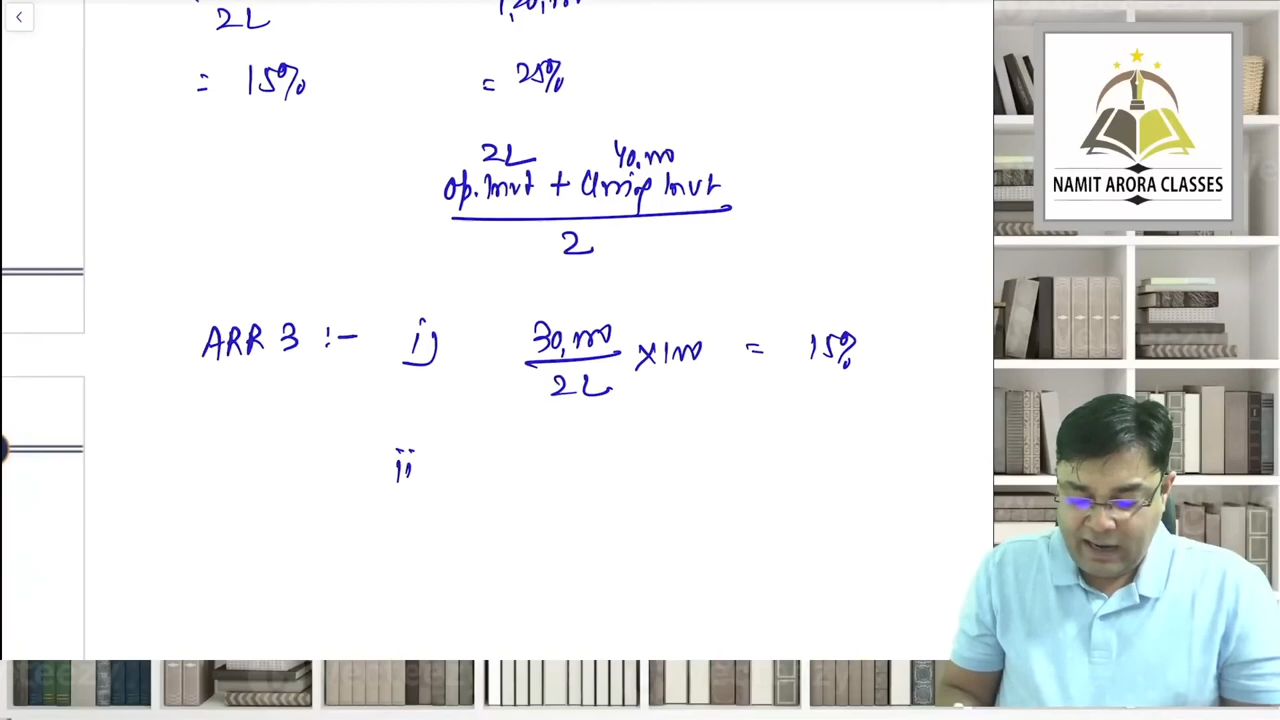 2L
= 15%
= 25%
2L 40,000
op. Invt + Closing Invt
2
ARR 3 :- i) 30,000 x100 = 15%
2L
ii
NAMIT ARORA CLASSES